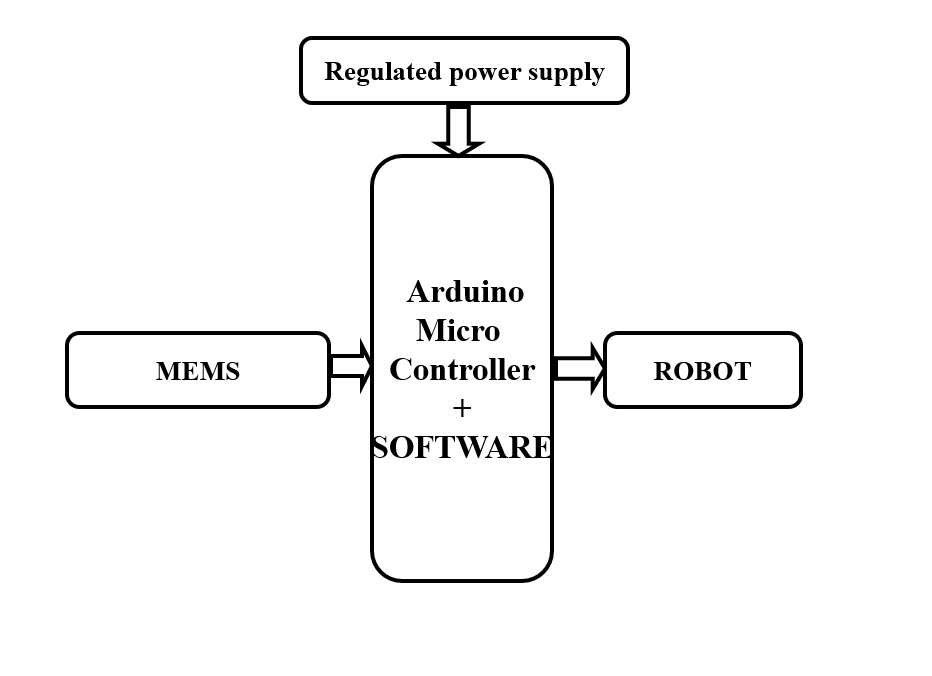 Regulated power supply
Arduino
Micro
Controller
+
SOFTWARE
MEMS
ROBOT